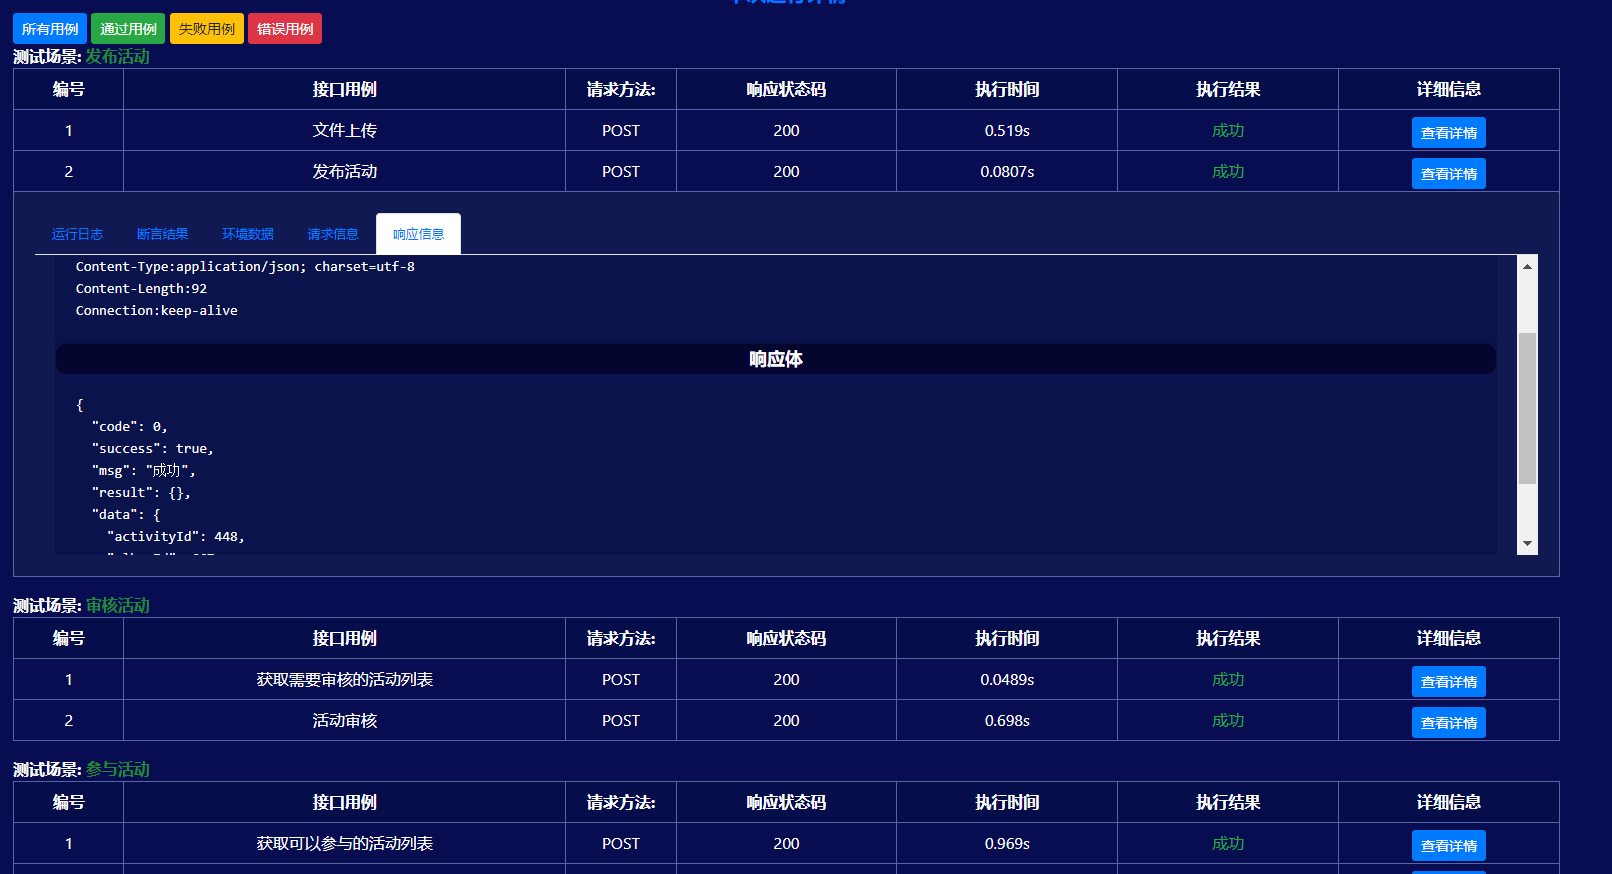 所有用例 通过用例 失败用例 错误用例
测试场景: 发布活动
编号 接口用例 请求方法: 响应状态码 执行时间 执行结果 详细信息
1 文件上传 POST 200 0.519s 成功 查看详情
2 发布活动 POST 200 0.0807s 成功 查看详情
运行日志 断言结果 环境数据 请求信息 响应信息
Content-Type:application/json; charset=utf-8
Content-Length:92
Connection:keep-alive
响应体
{
"code": 0,
"success": true,
"msg": "成功",
"result": {},
"data": {
"activityId": 448,
测试场景: 审核活动
编号 接口用例 请求方法: 响应状态码 执行时间 执行结果 详细信息
1 获取需要审核的活动列表 POST 200 0.0489s 成功 查看详情
2 活动审核 POST 200 0.698s 成功 查看详情
测试场景: 参与活动
编号 接口用例 请求方法: 响应状态码 执行时间 执行结果 详细信息
1 获取可以参与的活动列表 POST 200 0.969s 成功 查看详情